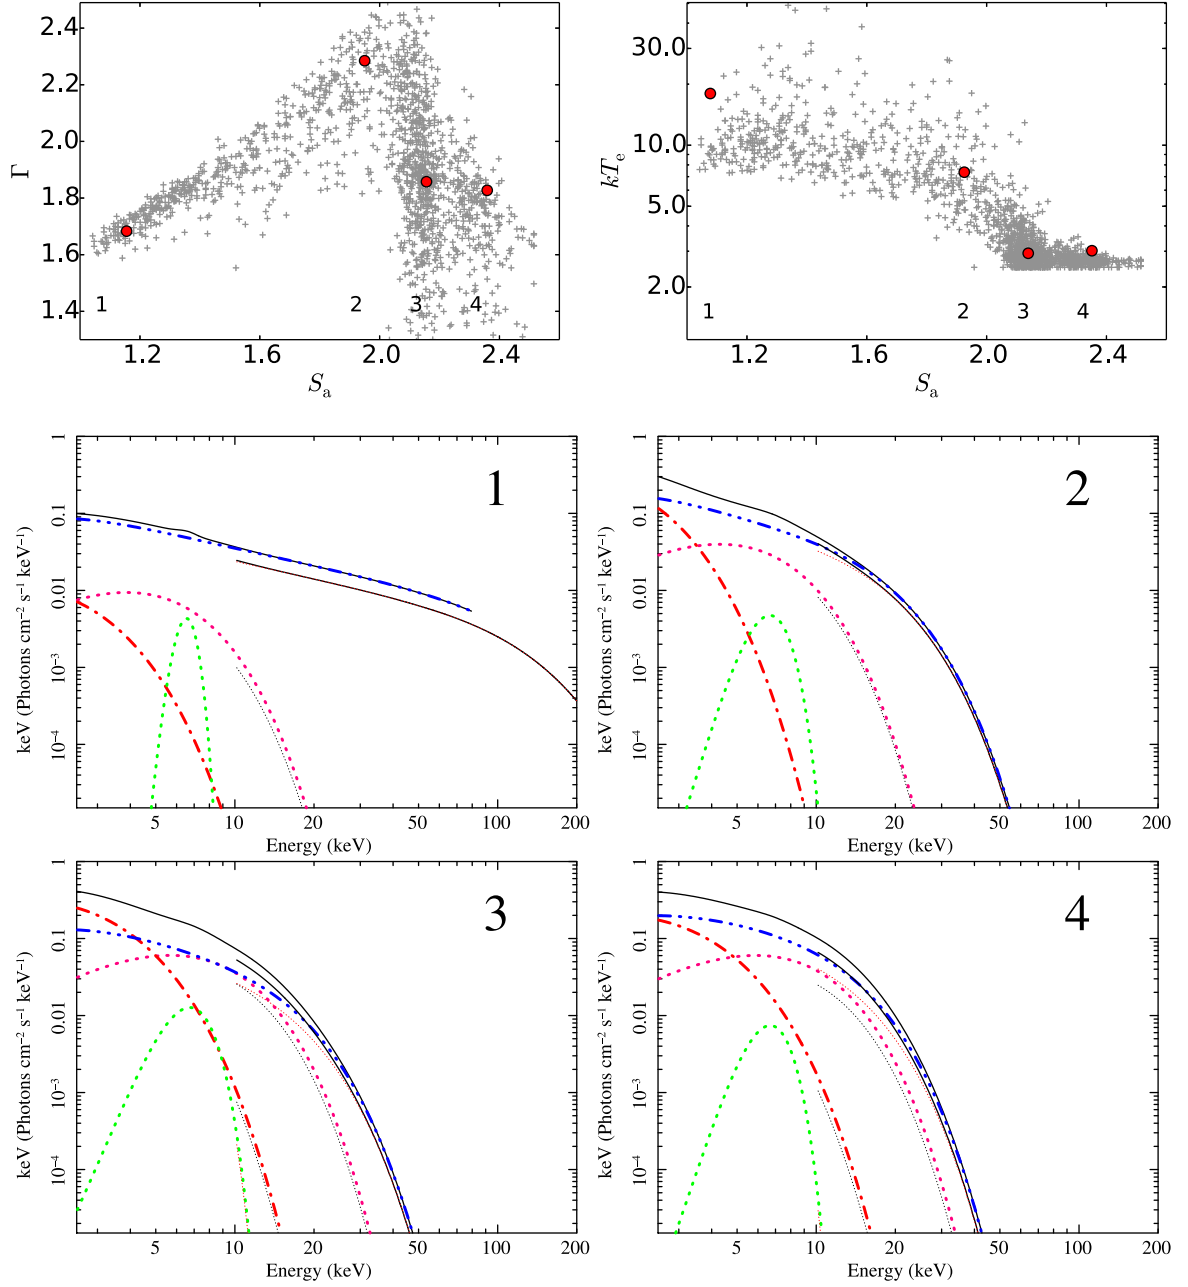 2.4
2.2
2.0
1.8
1.6
1.4
Γ
1 2 3 4
1.2 1.6 2.0 2.4
S_a
30.0
10.0
5.0
2.0
kT_e
1 2 3 4
1.2 1.6 2.0 2.4
S_a
1
0.1
0.01
10⁻³
10⁻⁴
keV (Photons cm⁻² s⁻¹ keV⁻¹)
1
5 10 20 50 100 200
Energy (keV)
1
0.1
0.01
10⁻³
10⁻⁴
keV (Photons cm⁻² s⁻¹ keV⁻¹)
2
5 10 20 50 100 200
Energy (keV)
1
0.1
0.01
10⁻³
10⁻⁴
keV (Photons cm⁻² s⁻¹ keV⁻¹)
3
5 10 20 50 100 200
Energy (keV)
1
0.1
0.01
10⁻³
10⁻⁴
keV (Photons cm⁻² s⁻¹ keV⁻¹)
4
5 10 20 50 100 200
Energy (keV)